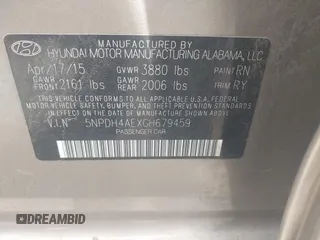 MANUFACTURED BY
HYUNDAI MOTOR MANUFACTURING ALABAMA, LLC.
Apr/17/15 GVWR 3880 lbs PAINT RN
GAWR FRONT 2161 lbs GAWR REAR 2006 lbs TRIM RY
THIS VEHICLE CONFORMS TO ALL APPLICABLE FEDERAL
MOTOR VEHICLE SAFETY, BUMPER, AND THEFT PREVENTION
STANDARDS IN EFFECT ON THE DATE OF MANUFACTURE
SHOWN ABOVE.
V.I.N 5NPDH4AEXGH679459
PASSENGER CAR
DREAMBID